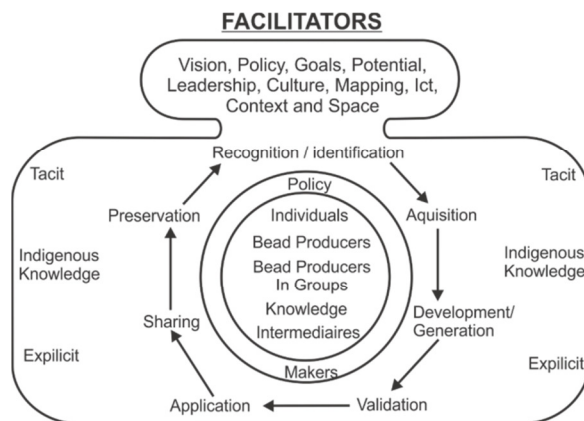 FACILITATORS
Vision, Policy, Goals, Potential,
Leadership, Culture, Mapping, Ict,
Context and Space
Recognition / identification
Tacit
Tacit
Policy
Preservation
Individuals
Aquisition
Bead Producers
Indigenous
Knowledge
Bead Producers
In Groups
Indigenous
Knowledge
Sharing
Knowledge
Intermediaires
Development/
Generation
Expilicit
Expilicit
Makers
Application
Validation